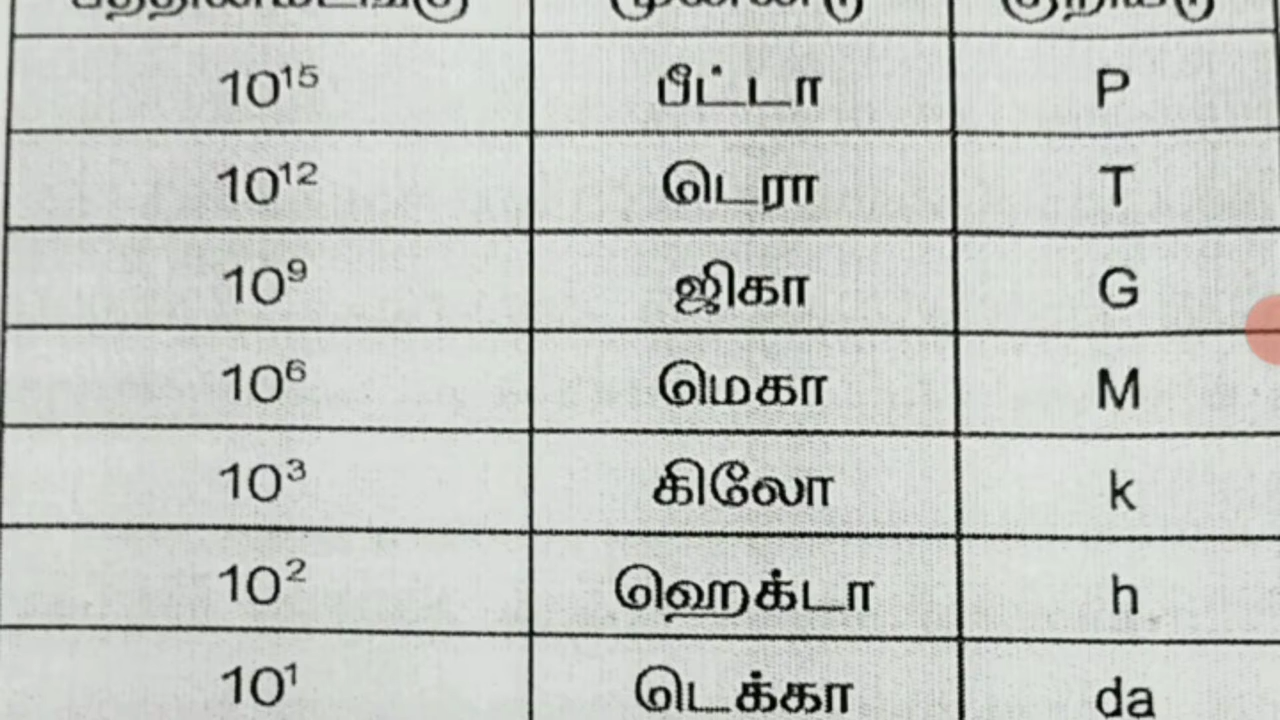 10¹⁵ பீட்டா P
10¹² டெரா T
10⁹ ஜிகா G
10⁶ மெகா M
10³ கிலோ k
10² ஹெக்டா h
10¹ டெக்கா da